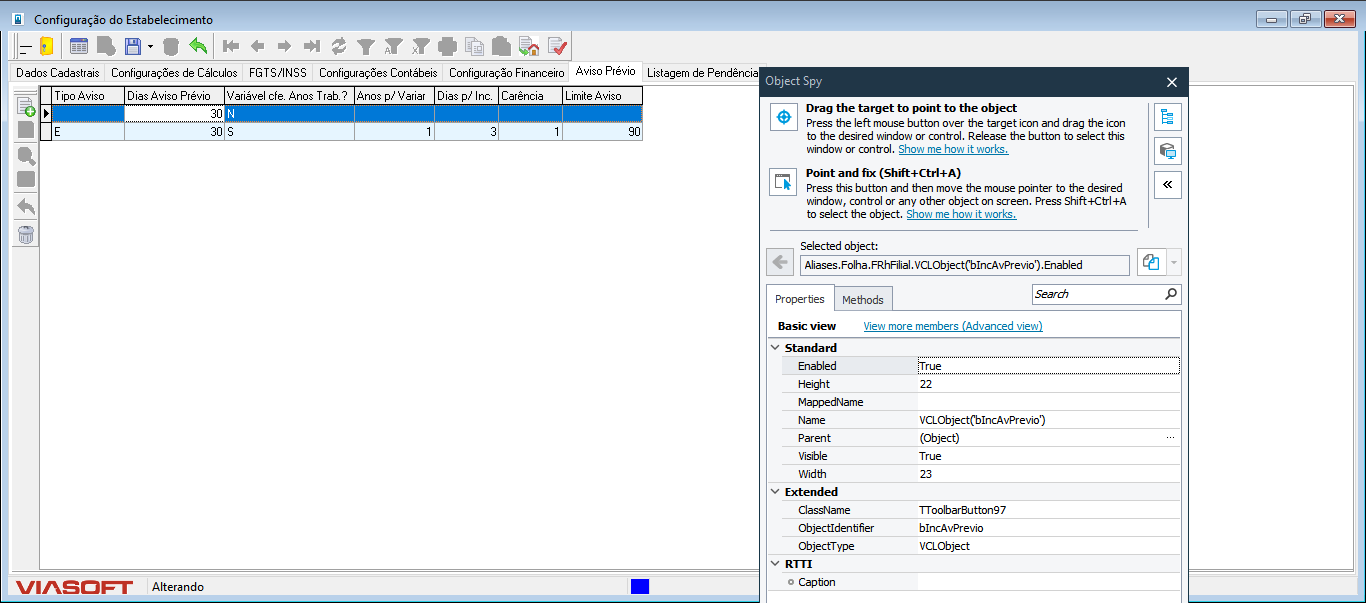 Configuração do Estabelecimento
Dados Cadastrais Configurações de Cálculos FGTS/INSS Configurações Contábeis Configuração Financeiro Aviso Prévio Listagem de Pendência
Tipo Aviso Dias Aviso Prévio Variável cfe. Anos Trab.? Anos p/ Variar Dias p/ Inc. Carência Limite Aviso
30 N
E 30 S 1 3 1 90
VIASOFT Alterando
Object Spy
Drag the target to point to the object
Press the left mouse button over the target icon and drag the icon
to the desired window or control. Release the button to select this
window or control. Show me how it works.
Point and fix (Shift+Ctrl+A)
Press this button and then move the mouse pointer to the desired
window, control or any other object on screen. Press Shift+Ctrl+A
to select the object. Show me how it works.
Selected object:
Aliases.Folha.FRhFilial.VCLObject('bIncAvPrevio').Enabled
Properties Methods Search
Basic view View more members (Advanced view)
Standard
Enabled True
Height 22
MappedName
Name VCLObject('bIncAvPrevio')
Parent (Object) ...
Visible True
Width 23
Extended
ClassName TToolbarButton97
ObjectIdentifier bIncAvPrevio
ObjectType VCLObject
RTTI
Caption